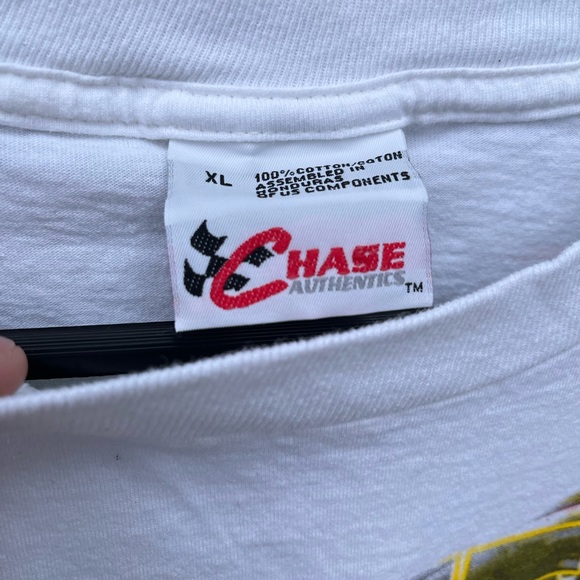 XL
100% COTTON/COTON
ASSEMBLED IN
HONDURAS
OF US COMPONENTS
CHASE
AUTHENTICS TM